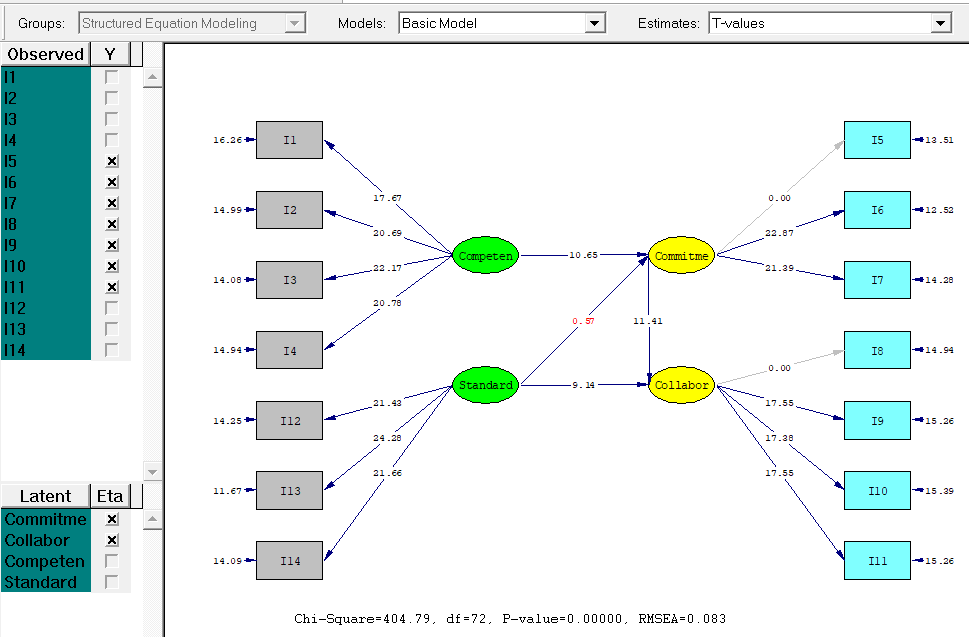 Groups: Structured Equation Modeling Models: Basic Model Estimates: T-values
Observed Y
I1
I2
I3
I4
I5
I6
I7
I8
I9
I10
I11
I12
I13
I14
Latent Eta
Commitme
Collabor
Competen
Standard
16.26 I1
14.99 I2
14.08 I3
14.94 I4
14.25 I12
11.67 I13
14.09 I14
17.67
20.69
22.17
20.78
21.43
24.28
21.66
Competen
Standard
10.65
0.87
11.41
9.14
Commitme
Collabor
0.00
22.87
21.39
0.00
17.55
17.38
17.55
I5 13.51
I6 12.52
I7 14.28
I8 14.94
I9 15.26
I10 15.39
I11 15.26
Chi-Square=404.79, df=72, P-value=0.00000, RMSEA=0.083